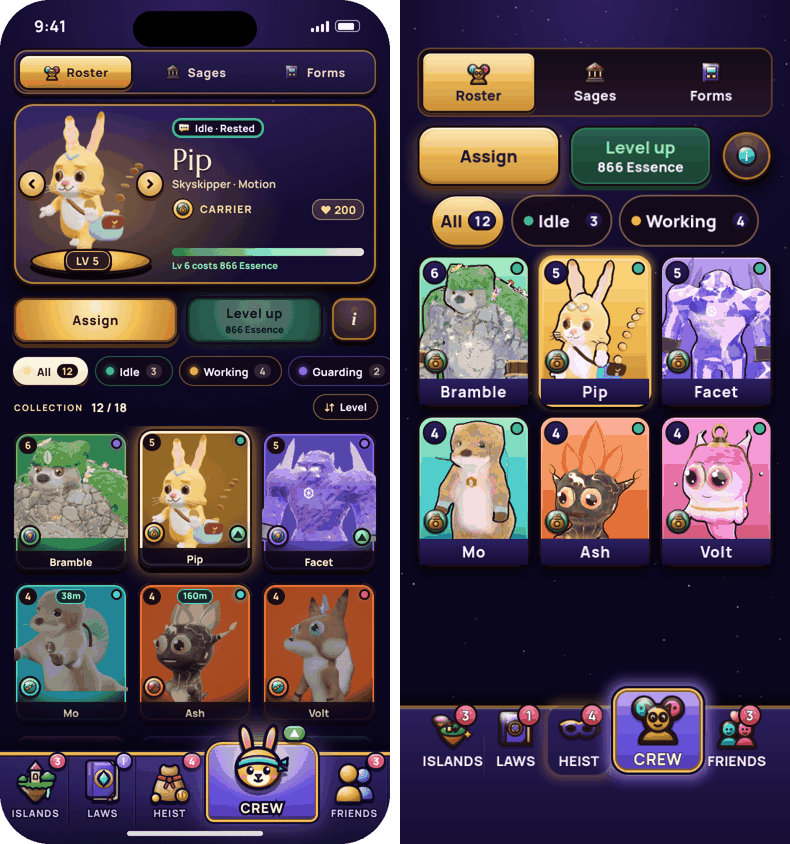 9:41
Roster
Sages
Forms
Idle · Rested
Pip
Skyskipper · Motion
CARRIER
200
LV 5
Lv 6 costs 866 Essence
Assign
Level up
866 Essence
i
All 12
Idle 3
Working 4
Guarding 2
COLLECTION 12 / 18
Level
6
Bramble
5
Pip
5
Facet
4
38m
Mo
4
160m
Ash
4
Volt
3
ISLANDS
1
LAWS
4
HEIST
CREW
3
FRIENDS
Roster
Sages
Forms
Assign
Level up
866 Essence
i
All 12
Idle 3
Working 4
6
Bramble
5
Pip
5
Facet
4
Mo
4
Ash
4
Volt
3
ISLANDS
1
LAWS
4
HEIST
CREW
3
FRIENDS